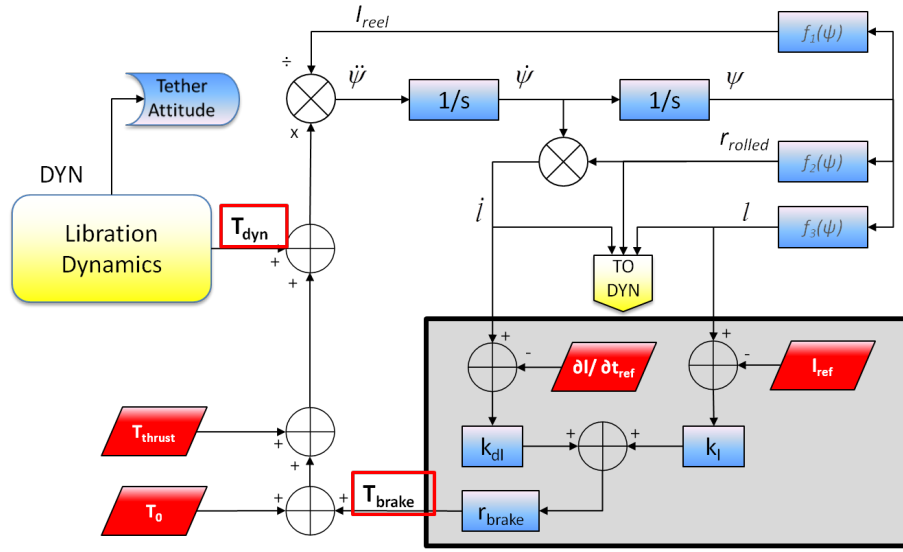 I_reel
f₁(ψ)
÷
ψ̈
ψ̇
ψ
Tether
Attitude
1/s
1/s
x
r_rolled
f₂(ψ)
DYN
T_dyn
l̇
l
f₃(ψ)
Libration
Dynamics
+
+
TO
DYN
+
-
∂l/ ∂t_ref
+
-
l_ref
T_thrust
+
+
k_dl
+
+
k_l
T_0
+
+
+
T_brake
r_brake